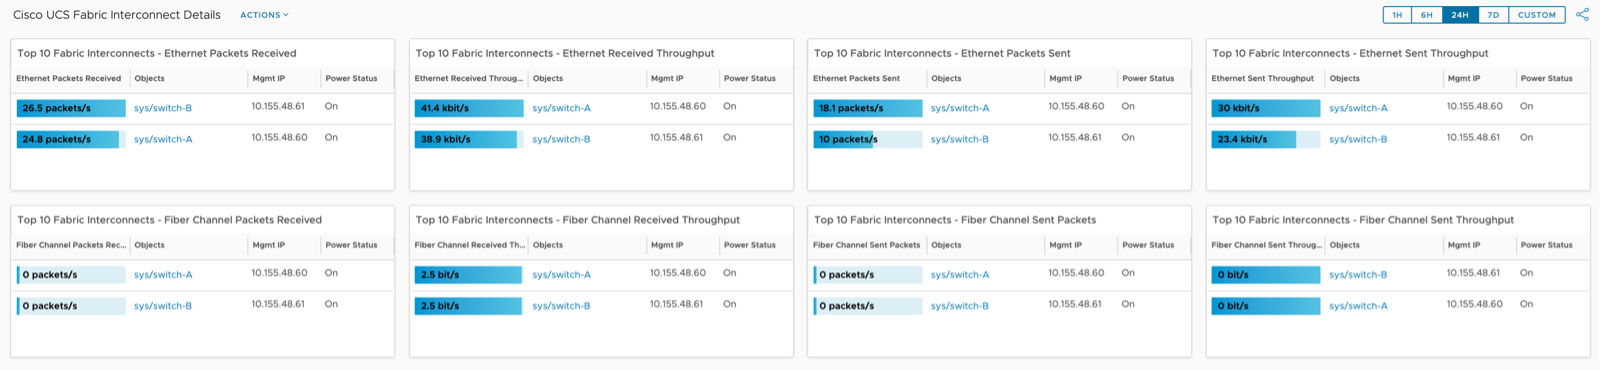 Cisco UCS Fabric Interconnect Details ACTIONS 1H 6H 24H 7D CUSTOM
Top 10 Fabric Interconnects - Ethernet Packets Received
Ethernet Packets Received Objects Mgmt IP Power Status
26.5 packets/s sys/switch-B 10.155.48.61 On
24.8 packets/s sys/switch-A 10.155.48.60 On
Top 10 Fabric Interconnects - Ethernet Received Throughput
Ethernet Received Throug... Objects Mgmt IP Power Status
41.4 kbit/s sys/switch-A 10.155.48.60 On
38.9 kbit/s sys/switch-B 10.155.48.61 On
Top 10 Fabric Interconnects - Ethernet Packets Sent
Ethernet Packets Sent Objects Mgmt IP Power Status
18.1 packets/s sys/switch-A 10.155.48.60 On
10 packets/s sys/switch-B 10.155.48.61 On
Top 10 Fabric Interconnects - Ethernet Sent Throughput
Ethernet Sent Throughput Objects Mgmt IP Power Status
30 kbit/s sys/switch-A 10.155.48.60 On
23.4 kbit/s sys/switch-B 10.155.48.61 On
Top 10 Fabric Interconnects - Fiber Channel Packets Received
Fiber Channel Packets Rec... Objects Mgmt IP Power Status
0 packets/s sys/switch-A 10.155.48.60 On
0 packets/s sys/switch-B 10.155.48.61 On
Top 10 Fabric Interconnects - Fiber Channel Received Throughput
Fiber Channel Received Th... Objects Mgmt IP Power Status
2.5 bit/s sys/switch-A 10.155.48.60 On
2.5 bit/s sys/switch-B 10.155.48.61 On
Top 10 Fabric Interconnects - Fiber Channel Sent Packets
Fiber Channel Sent Packets Objects Mgmt IP Power Status
0 packets/s sys/switch-A 10.155.48.60 On
0 packets/s sys/switch-B 10.155.48.61 On
Top 10 Fabric Interconnects - Fiber Channel Sent Throughput
Fiber Channel Sent Throug... Objects Mgmt IP Power Status
0 bit/s sys/switch-B 10.155.48.61 On
0 bit/s sys/switch-A 10.155.48.60 On